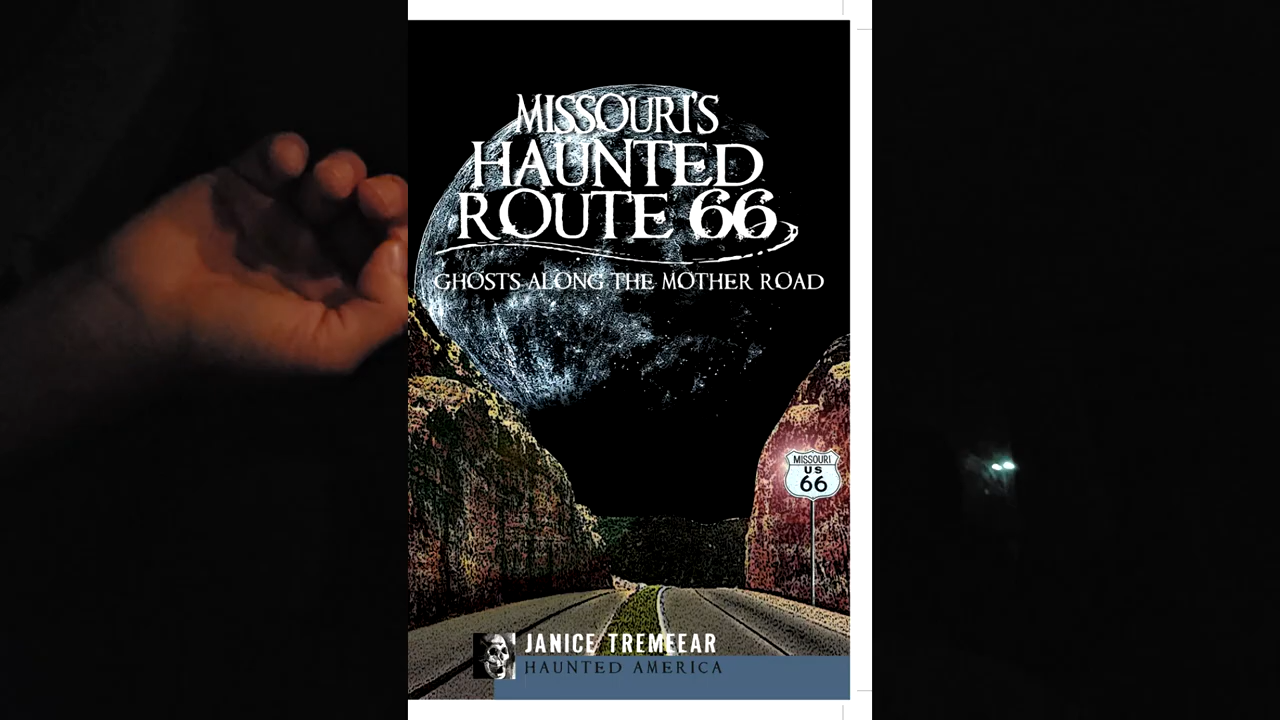 MISSOURI'S
HAUNTED
ROUTE 66
GHOSTS ALONG THE MOTHER ROAD
MISSOURI
US
66
JANICE TREMEEAR
HAUNTED AMERICA